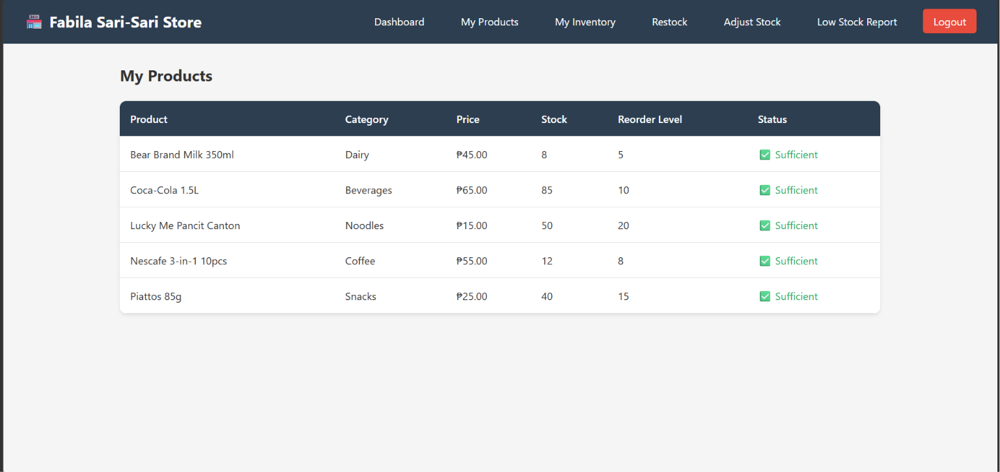 Fabila Sari-Sari Store Dashboard My Products My Inventory Restock Adjust Stock Low Stock Report Logout
My Products
Product Category Price Stock Reorder Level Status
Bear Brand Milk 350ml Dairy ₱45.00 8 5 ✅ Sufficient
Coca-Cola 1.5L Beverages ₱65.00 85 10 ✅ Sufficient
Lucky Me Pancit Canton Noodles ₱15.00 50 20 ✅ Sufficient
Nescafe 3-in-1 10pcs Coffee ₱55.00 12 8 ✅ Sufficient
Piattos 85g Snacks ₱25.00 40 15 ✅ Sufficient